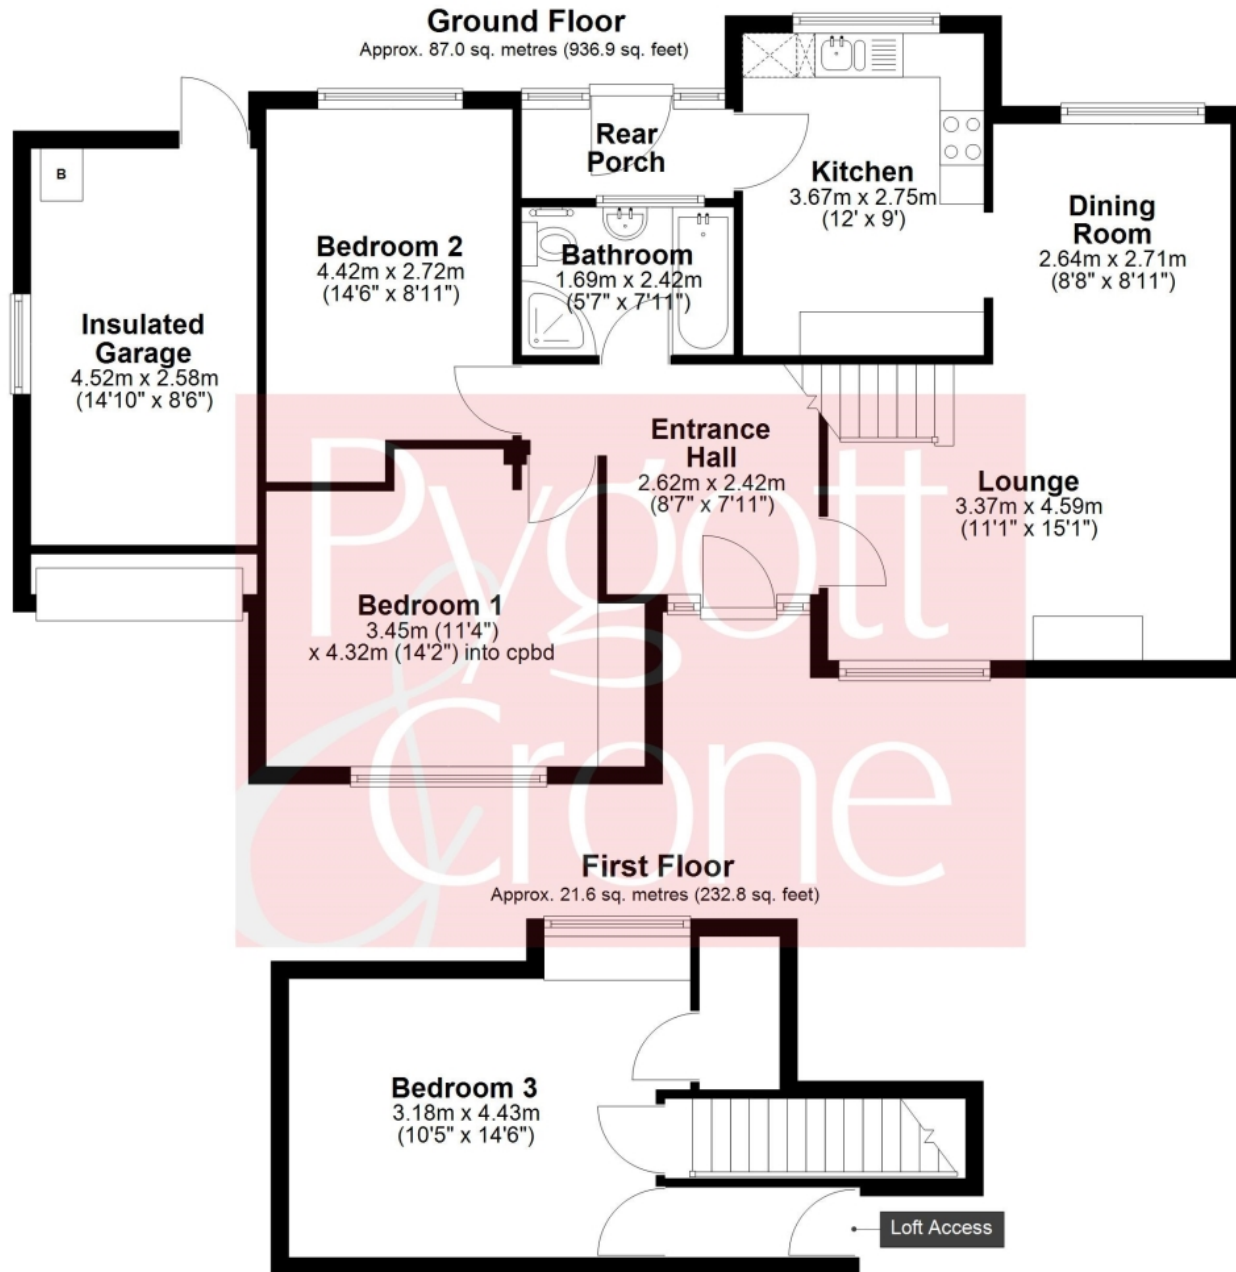 Ground Floor
Approx. 87.0 sq. metres (936.9 sq. feet)
Rear
Porch
Kitchen
3.67m x 2.75m
(12' x 9')
Dining
Room
2.64m x 2.71m
(8'8" x 8'11")
B
Bedroom 2
4.42m x 2.72m
(14'6" x 8'11")
Bathroom
1.69m x 2.42m
(5'7" x 7'11")
Insulated
Garage
4.52m x 2.58m
(14'10" x 8'6")
Entrance
Hall
2.62m x 2.42m
(8'7" x 7'11")
Lounge
3.37m x 4.59m
(11'1" x 15'1")
Bedroom 1
3.45m (11'4")
x 4.32m (14'2") into cpbd
Pygott
&
Crone
First Floor
Approx. 21.6 sq. metres (232.8 sq. feet)
Bedroom 3
3.18m x 4.43m
(10'5" x 14'6")
Loft Access